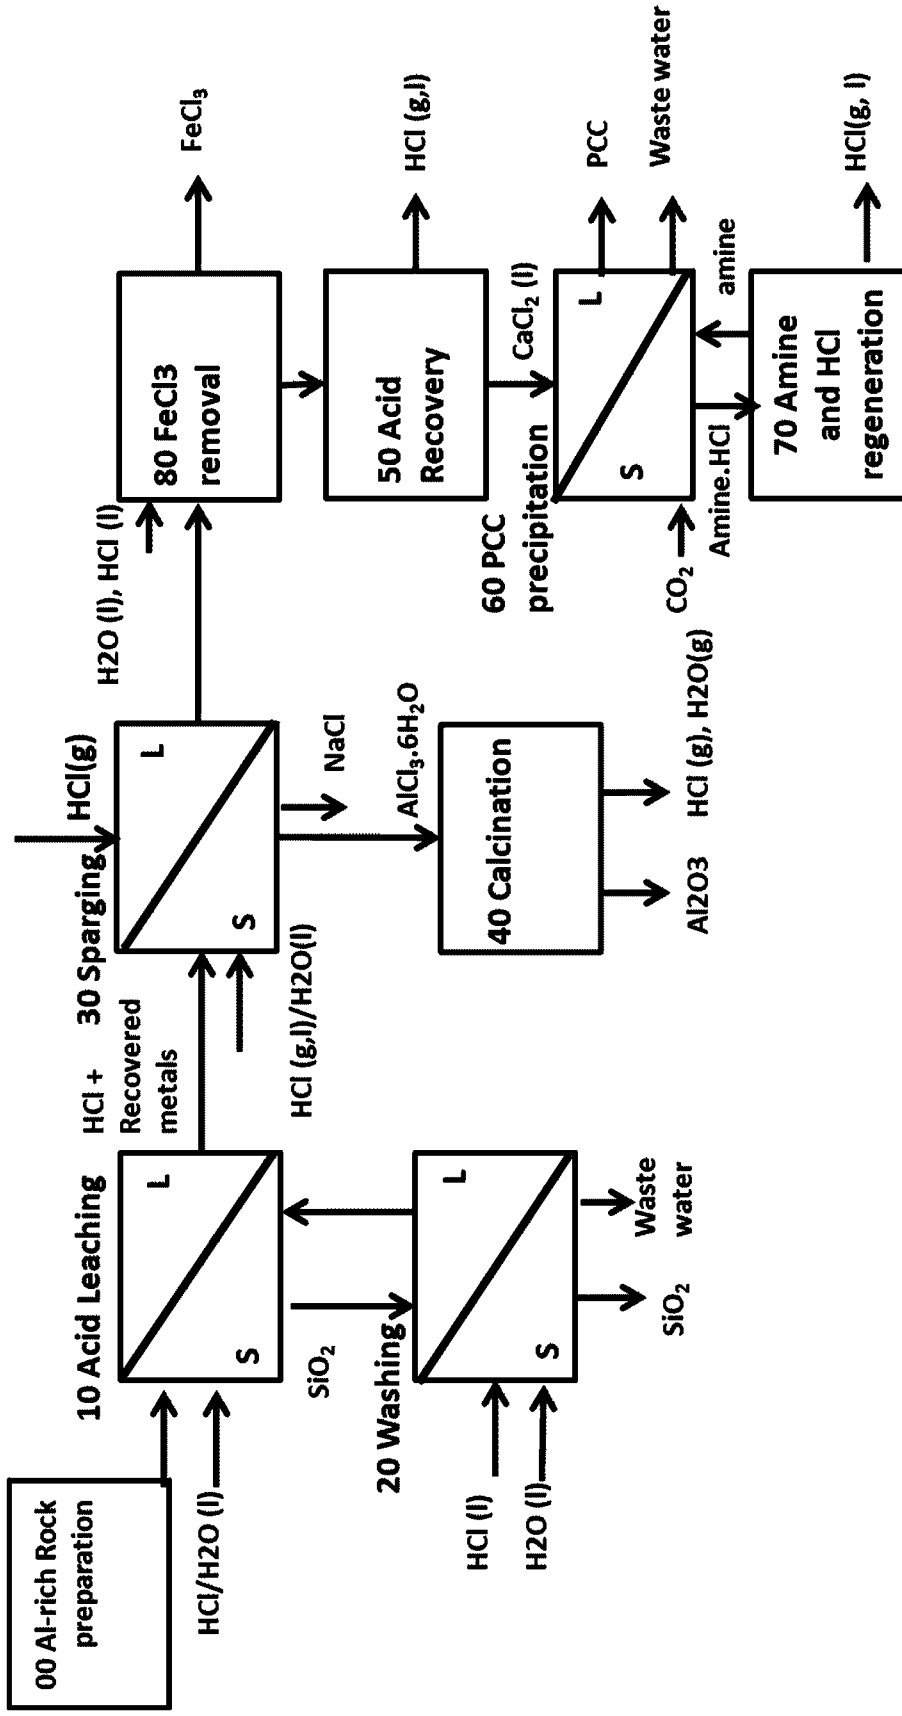 00 Al-rich Rock
preparation
HCl/H2O (l)
10 Acid Leaching
L
S
SiO₂
20 Washing
HCl (l)
H2O (l)
L
S
SiO₂
Waste
water
HCl +
Recovered
metals
30 Sparging
HCl(g)
HCl (g,l)/H2O(l)
L
S
NaCl
AlCl₃.6H₂O
40 Calcination
Al2O3
HCl (g), H2O(g)
H2O (l), HCl (l)
80 FeCl3
removal
FeCl₃
50 Acid
Recovery
HCl (g,l)
CaCl₂ (l)
60 PCC
precipitation
L
S
PCC
Waste water
CO₂
Amine.HCl
amine
70 Amine
and HCl
regeneration
HCl(g, l)